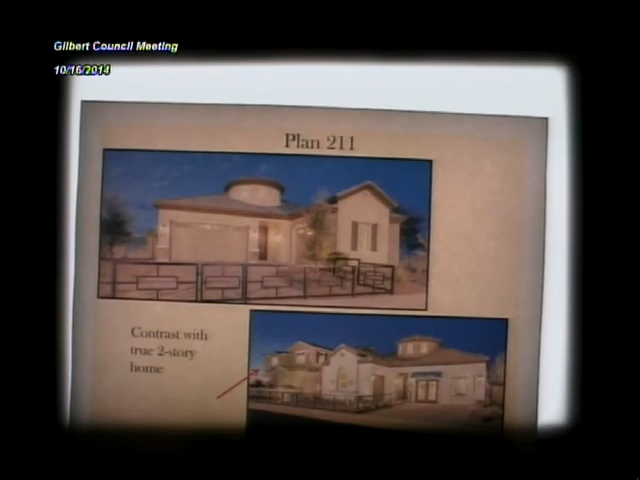 Gilbert Council Meeting
10/16/2014
Plan 211
Contrast with
true 2-story
home